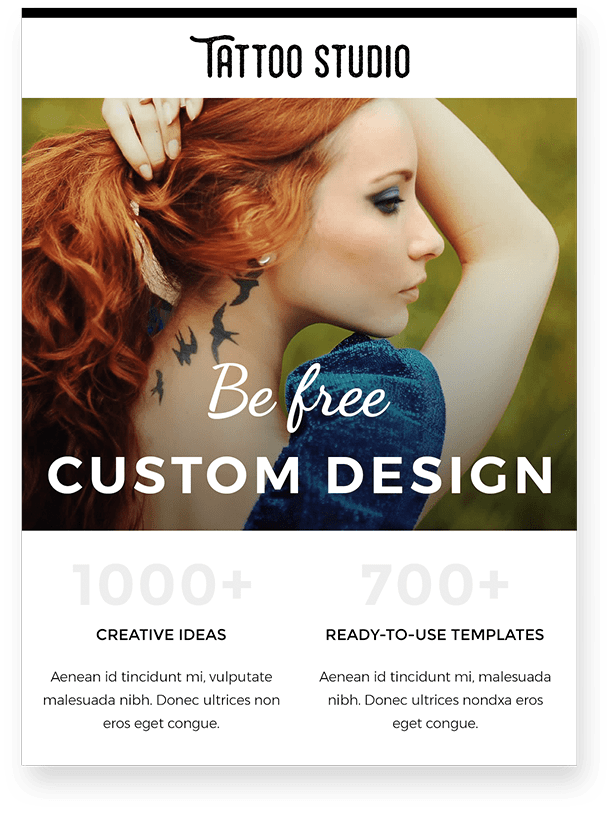 TATTOO STUDIO
Be free
CUSTOM DESIGN
1000+ 700+
CREATIVE IDEAS READY-TO-USE TEMPLATES
Aenean id tincidunt mi, vulputate
malesuada nibh. Donec ultrices non
eros eget congue.
Aenean id tincidunt mi, malesuada
nibh. Donec ultrices nondxa eros
eget congue.